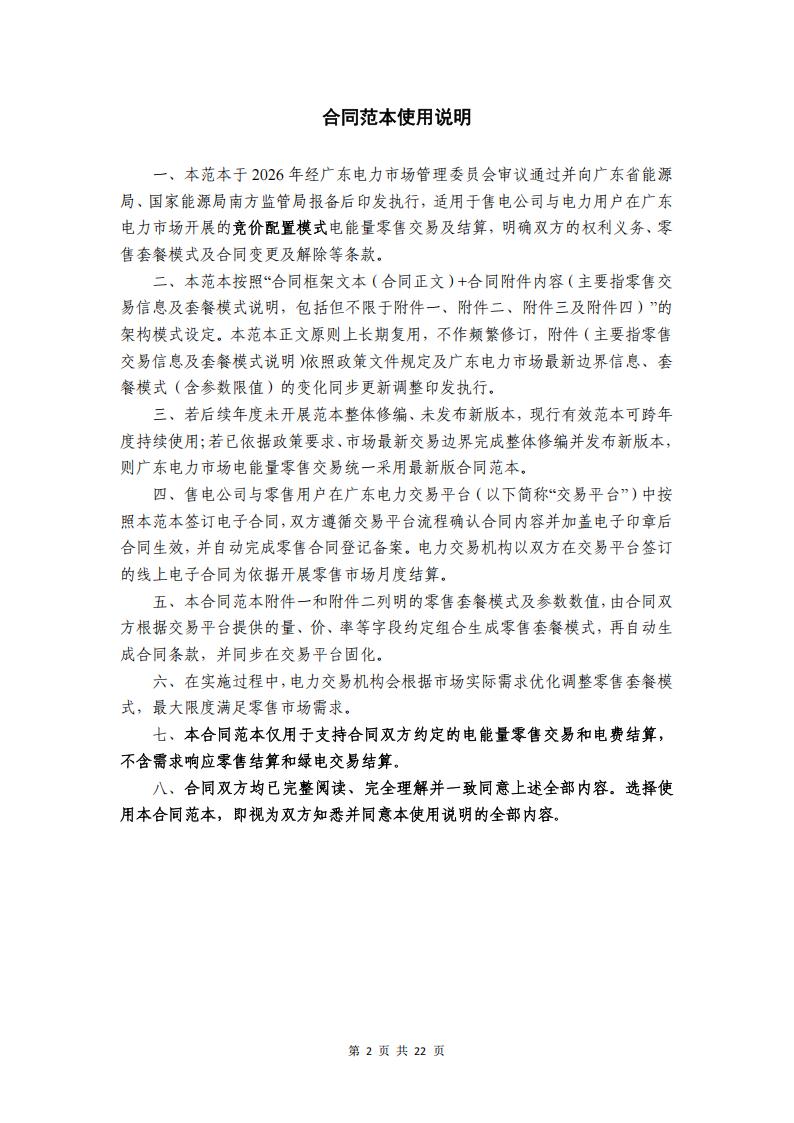 合同范本使用说明
一、本范本于 2026 年经广东电力市场管理委员会审议通过并向广东省能源
局、国家能源局南方监管局报备后印发执行，适用于售电公司与电力用户在广东
电力市场开展的竞价配置模式电能量零售交易及结算，明确双方的权利义务、零
售套餐模式及合同变更及解除等条款。
二、本范本按照“合同框架文本（合同正文）+合同附件内容（主要指零售交
易信息及套餐模式说明，包括但不限于附件一、附件二、附件三及附件四）”的
架构模式设定。本范本正文原则上长期复用，不作频繁修订，附件（主要指零售
交易信息及套餐模式说明）依照政策文件规定及广东电力市场最新边界信息、套
餐模式（含参数限值）的变化同步更新调整印发执行。
三、若后续年度未开展范本整体修编、未发布新版本，现行有效范本可跨年
度持续使用；若已依据政策要求、市场最新交易边界完成整体修编并发布新版本，
则广东电力市场电能量零售交易统一采用最新版合同范本。
四、售电公司与零售用户在广东电力交易平台（以下简称“交易平台”）中按
照本范本签订电子合同，双方遵循交易平台流程确认合同内容并加盖电子印章后
合同生效，并自动完成零售合同登记备案。电力交易机构以双方在交易平台签订
的线上电子合同为依据开展零售市场月度结算。
五、本合同范本附件一和附件二列明的零售套餐模式及参数数值，由合同双
方根据交易平台提供的量、价、率等字段约定组合生成零售套餐模式，再自动生
成合同条款，并同步在交易平台固化。
六、在实施过程中，电力交易机构会根据市场实际需求优化调整零售套餐模
式，最大限度满足零售市场需求。
七、本合同范本仅用于支持合同双方约定的电能量零售交易和电费结算，
不含需求响应零售结算和绿电交易结算。
八、合同双方均已完整阅读、完全理解并一致同意上述全部内容。选择使
用本合同范本，即视为双方知悉并同意本使用说明的全部内容。
第 2 页 共 22 页